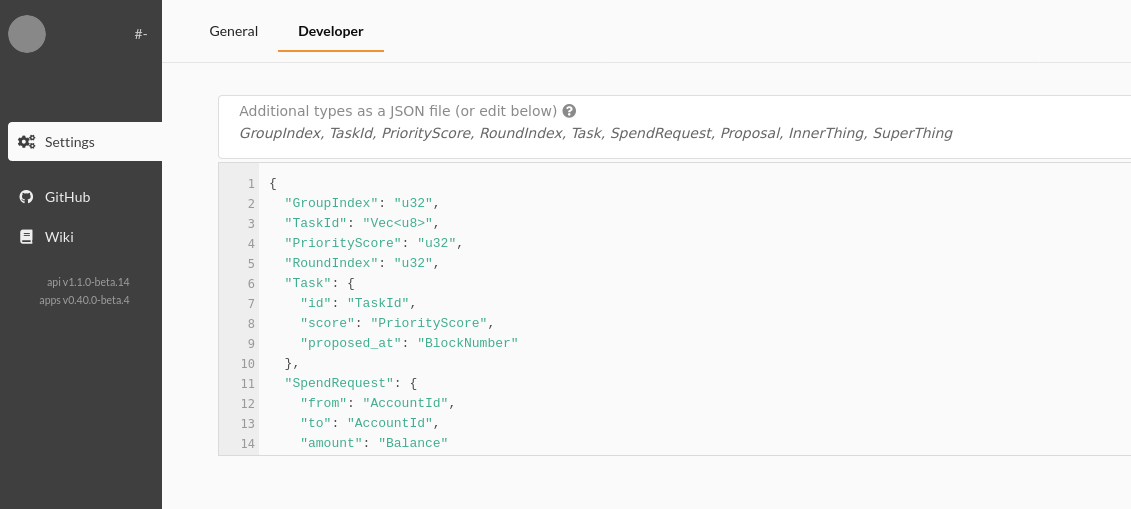 #-
Settings
GitHub
Wiki
api v1.1.0-beta.14
apps v0.40.0-beta.4
General
Developer
Additional types as a JSON file (or edit below)
GroupIndex, TaskId, PriorityScore, RoundIndex, Task, SpendRequest, Proposal, InnerThing, SuperThing
1 {
2   "GroupIndex": "u32",
3   "TaskId": "Vec<u8>",
4   "PriorityScore": "u32",
5   "RoundIndex": "u32",
6   "Task": {
7     "id": "TaskId",
8     "score": "PriorityScore",
9     "proposed_at": "BlockNumber"
10   },
11   "SpendRequest": {
12     "from": "AccountId",
13     "to": "AccountId",
14     "amount": "Balance"